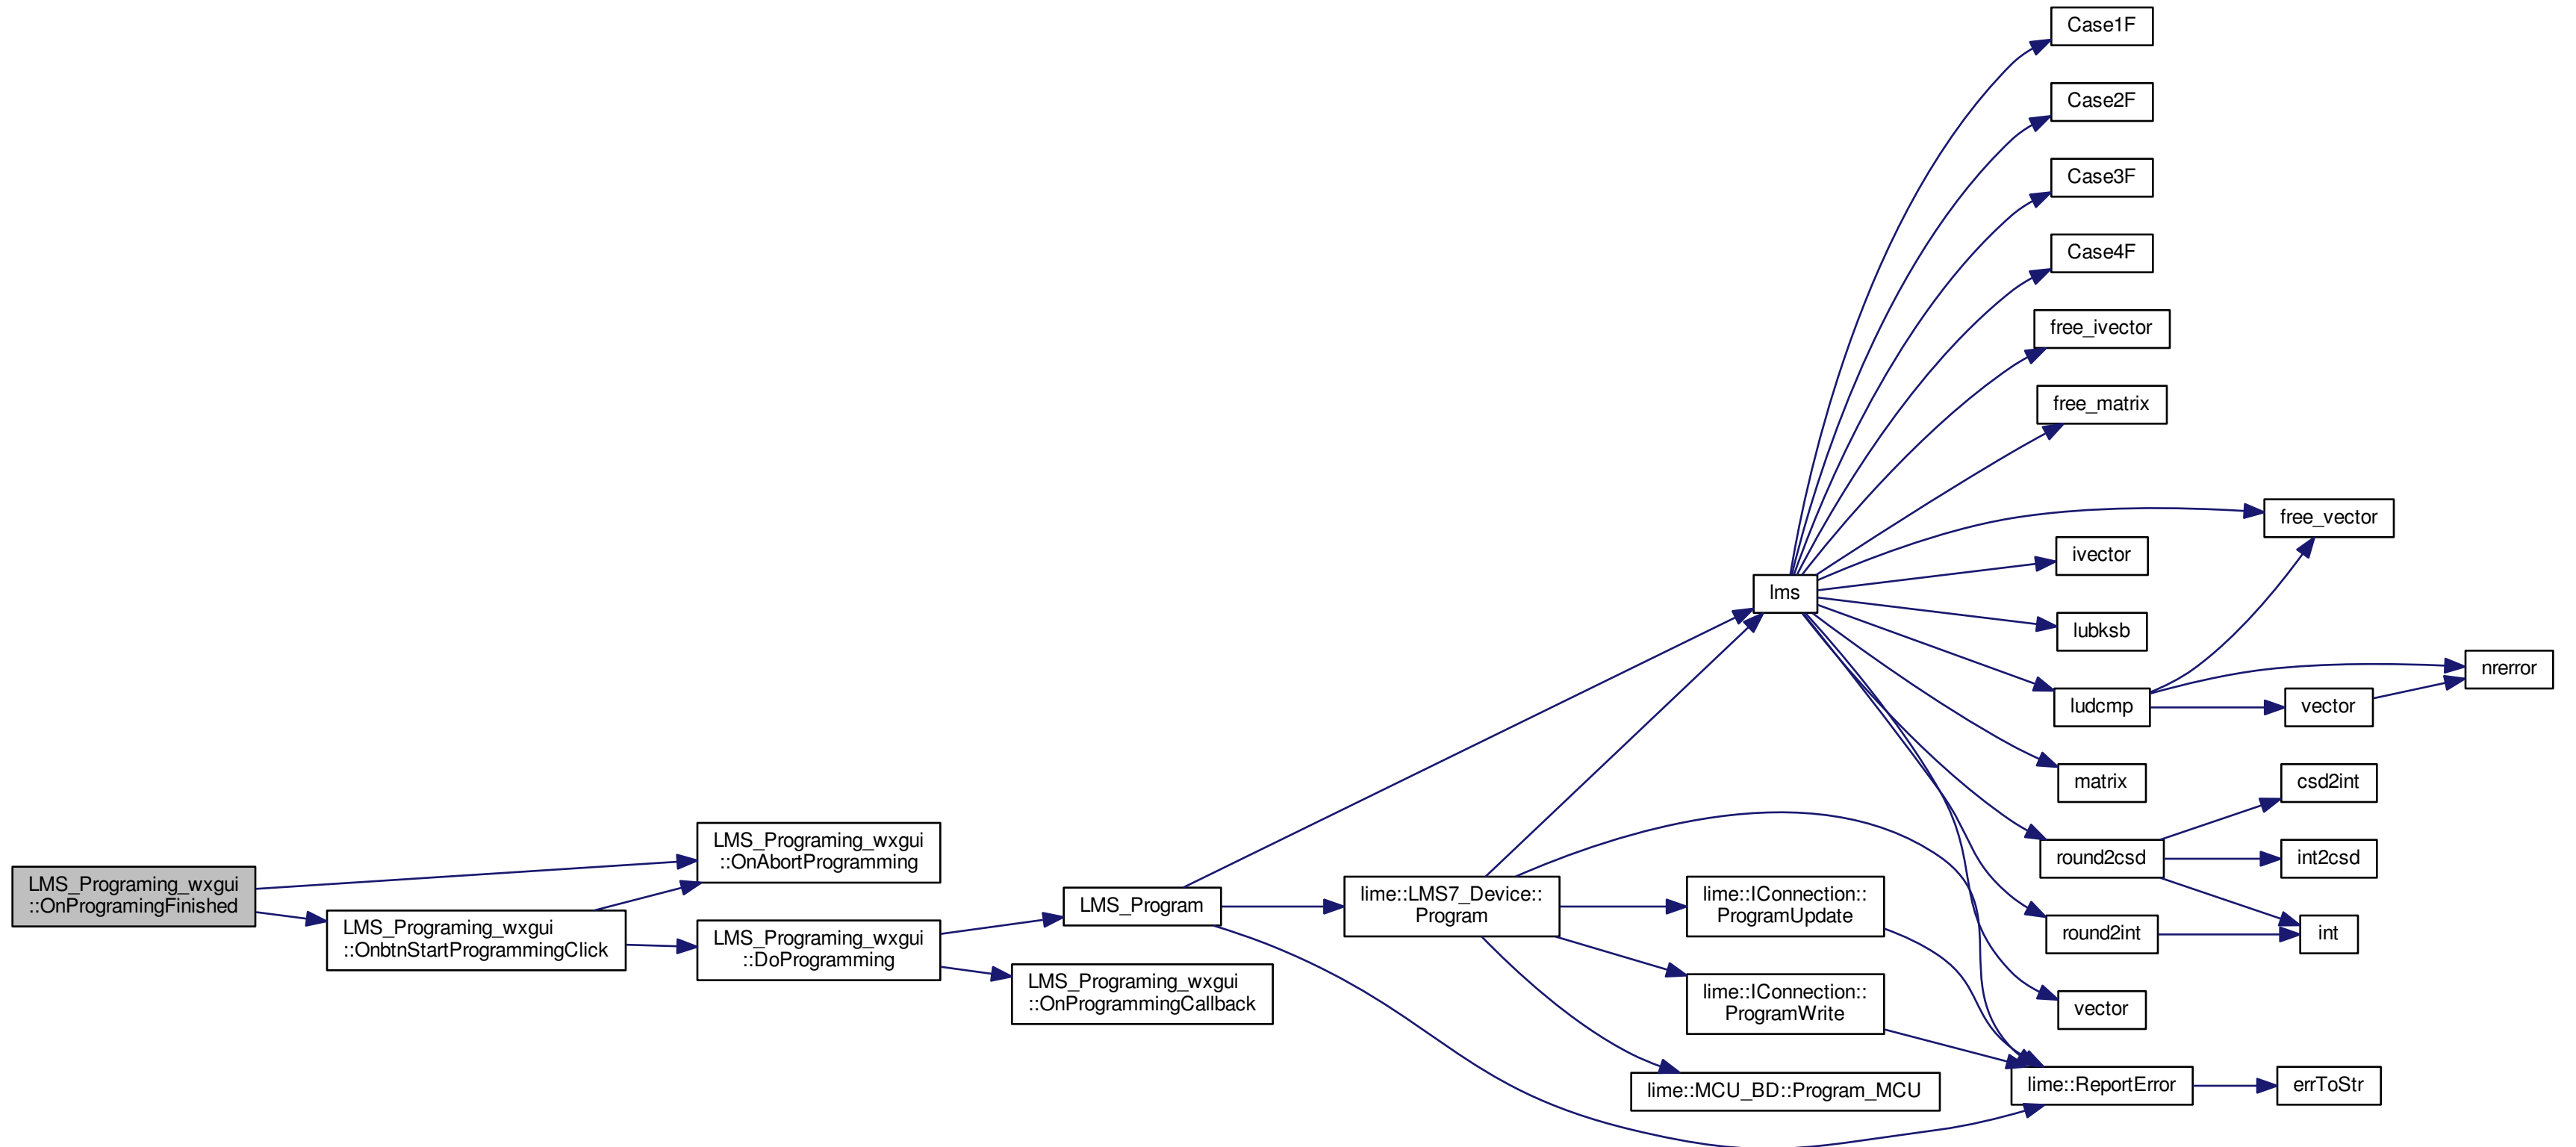 LMS_Programing_wxgui
::OnProgramingFinished
LMS_Programing_wxgui
::OnAbortProgramming
LMS_Programing_wxgui
::OnbtnStartProgrammingClick
LMS_Programing_wxgui
::DoProgramming
LMS_Program
LMS_Programing_wxgui
::OnProgrammingCallback
lime::LMS7_Device::
Program
lms
lime::IConnection::
ProgramUpdate
lime::IConnection::
ProgramWrite
lime::MCU_BD::Program_MCU
Case1F
Case2F
Case3F
Case4F
free_ivector
free_matrix
free_vector
ivector
lubksb
ludcmp
nrerror
vector
matrix
round2csd
csd2int
int2csd
int
round2int
vector
lime::ReportError
errToStr